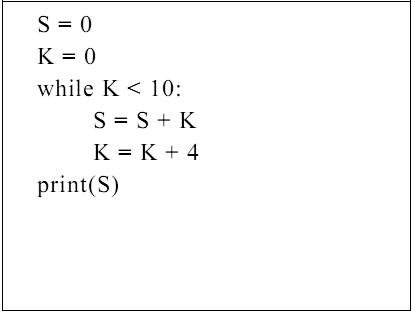 S = 0
K = 0
while K < 10:
S = S + K
K = K + 4
print(S)